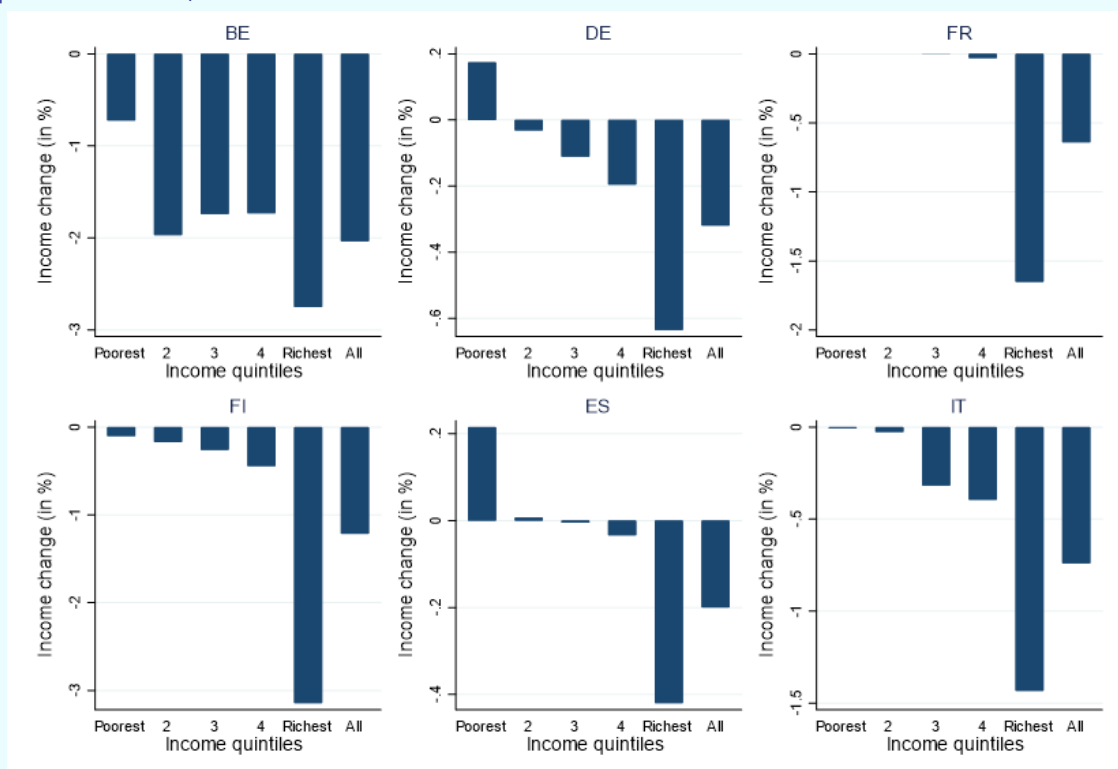 BE
Income change (in %)
0
-1
-2
-3
Poorest 2 3 4 Richest All
Income quintiles
DE
Income change (in %)
.2
0
-.2
-.4
-.6
Poorest 2 3 4 Richest All
Income quintiles
FR
Income change (in %)
0
-.5
-1
-1.5
-2
Poorest 2 3 4 Richest All
Income quintiles
FI
Income change (in %)
0
-1
-2
-3
Poorest 2 3 4 Richest All
Income quintiles
ES
Income change (in %)
.2
0
-.2
-.4
Poorest 2 3 4 Richest All
Income quintiles
IT
Income change (in %)
0
-.5
-1
-1.5
Poorest 2 3 4 Richest All
Income quintiles